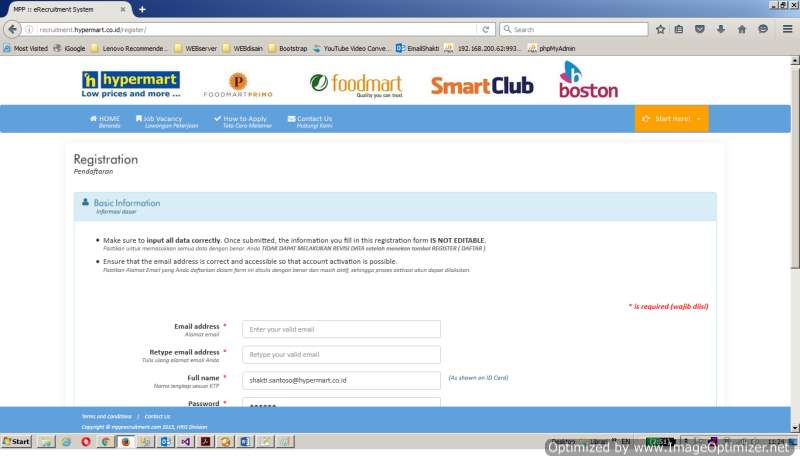 MPP :: eRecruitment System
recruitment.hypermart.co.id/register/
Search
Most Visited
iGoogle
Lenovo Recommende...
WEBserver
WEBdisain
Bootstrap
YouTube Video Conve...
EmailShakti
192.168.200.62:993...
phpMyAdmin
hypermart
Low prices and more ...
FOODMARTPRIMO
foodmart
Quality you can trust
SmartClub
boston
HOME
Beranda
Job Vacancy
Lowongan Pekerjaan
How to Apply
Tata Cara Melamar
Contact Us
Hubungi Kami
Start Here!
Registration
Pendaftaran
Basic Information
Informasi dasar
Make sure to input all data correctly. Once submitted, the information you fill in this registration form IS NOT EDITABLE.
Pastikan untuk memasukkan semua data dengan benar. Anda TIDAK DAPAT MELAKUKAN REVISI DATA setelah menekan tombol REGISTER ( DAFTAR )
Ensure that the email address is correct and accessible so that account activation is possible.
Pastikan Alamat Email yang Anda daftarkan dalam form ini ditulis dengan benar dan masih aktif, sehingga proses aktivasi akun dapat dilakukan.
* is required (wajib diisi)
Email address *
Alamat email
Enter your valid email
Retype email address *
Tulis ulang alamat email Anda
Retype your valid email
Full name *
Nama lengkap sesuai KTP
shakti.santoso@hypermart.co.id
(As shown on ID Card)
Password *
Terms and Conditions | Contact Us
Copyright © mpprecruitment.com 2012, HRIS Division
Start
Desktop
Librari
EN
11:24
Optimized by www.ImageOptimizer.net